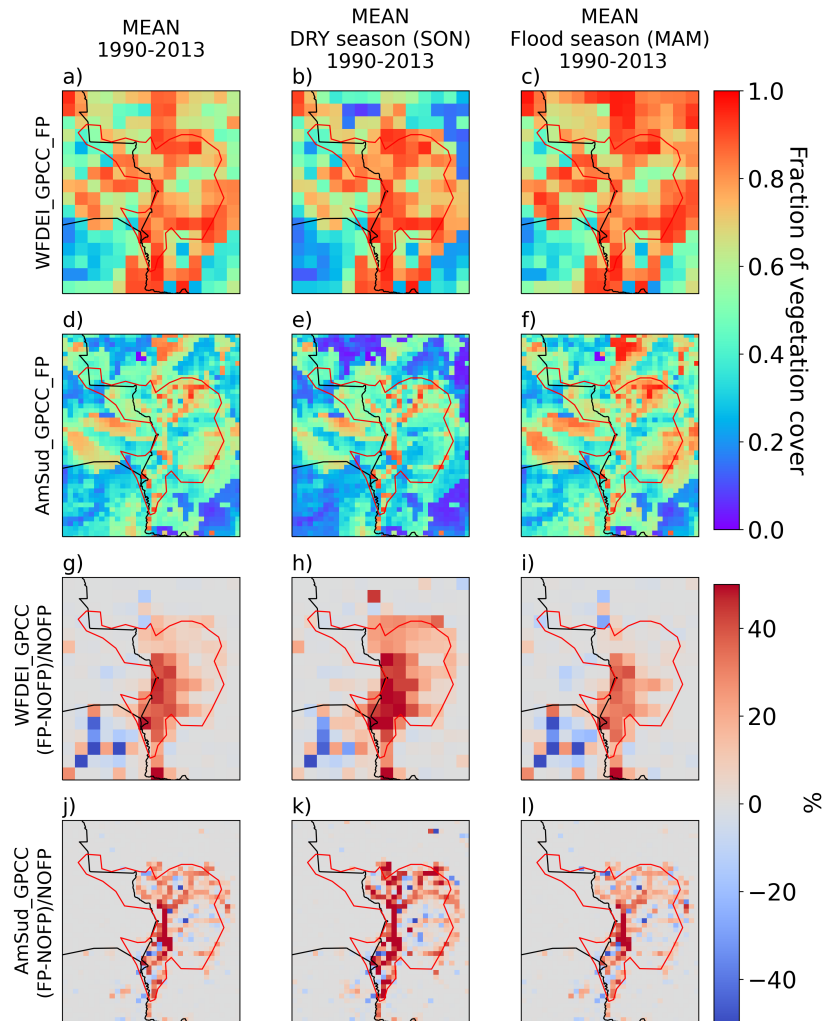 MEAN
1990-2013
MEAN
DRY season (SON)
1990-2013
MEAN
Flood season (MAM)
1990-2013
a)
b)
c)
WFDEI_GPCC_FP
d)
e)
f)
AmSud_GPCC_FP
1.0
0.8
0.6
0.4
0.2
0.0
Fraction of vegetation cover
g)
h)
i)
WFDEI_GPCC
(FP-NOFP)/NOFP
j)
k)
l)
AmSud_GPCC
(FP-NOFP)/NOFP
40
20
0
−20
−40
%